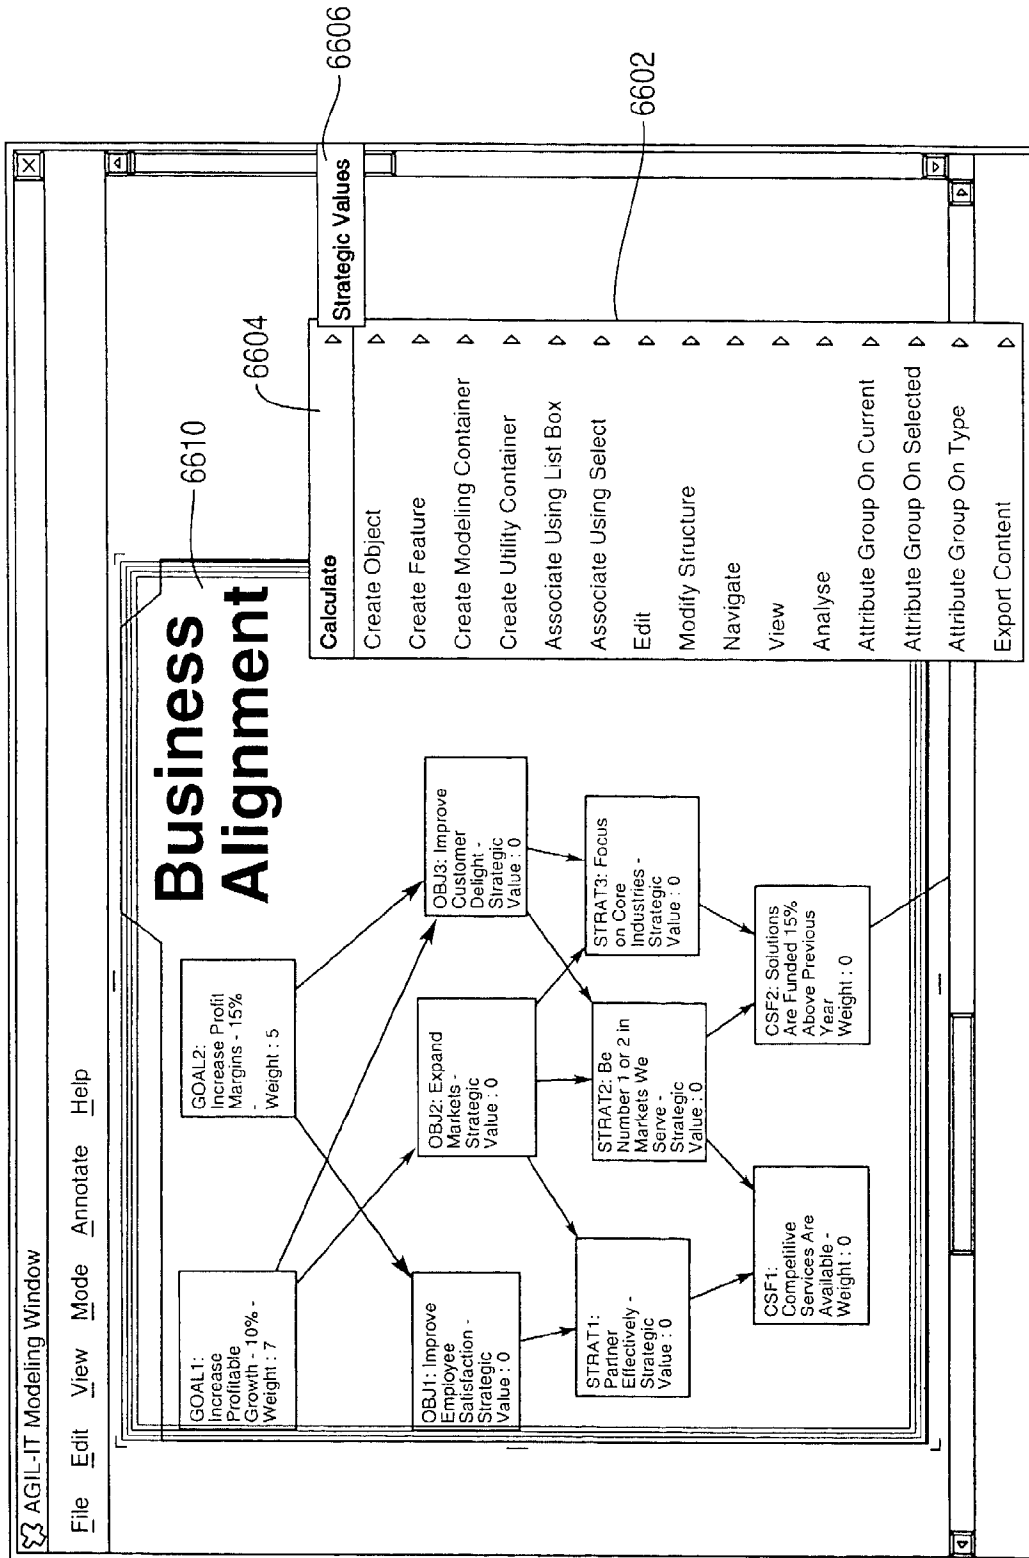 AGIL-IT Modeling Window
File Edit View Mode Annotate Help
Business
Alignment
6610
6604
6606
6602
GOAL1:
Increase
Profitable
Growth - 10% -
Weight : 7
GOAL2:
Increase Profit
Margins - 15%
-
Weight : 5
OBJ1: Improve
Employee
Satisfaction -
Strategic
Value : 0
OBJ2: Expand
Markets -
Strategic
Value : 0
OBJ3: Improve
Customer
Delight -
Strategic
Value : 0
STRAT1:
Partner
Effectively -
Strategic
Value : 0
STRAT2: Be
Number 1 or 2 in
Markets We
Serve -
Strategic
Value : 0
STRAT3: Focus
on Core
Industries -
Strategic
Value : 0
CSF1:
Competitive
Services Are
Available -
Weight : 0
CSF2: Solutions
Are Funded 15%
Above Previous
Year
Weight : 0
Calculate
Strategic Values
Create Object
Create Feature
Create Modeling Container
Create Utility Container
Associate Using List Box
Associate Using Select
Edit
Modify Structure
Navigate
View
Analyse
Attribute Group On Current
Attribute Group On Selected
Attribute Group On Type
Export Content